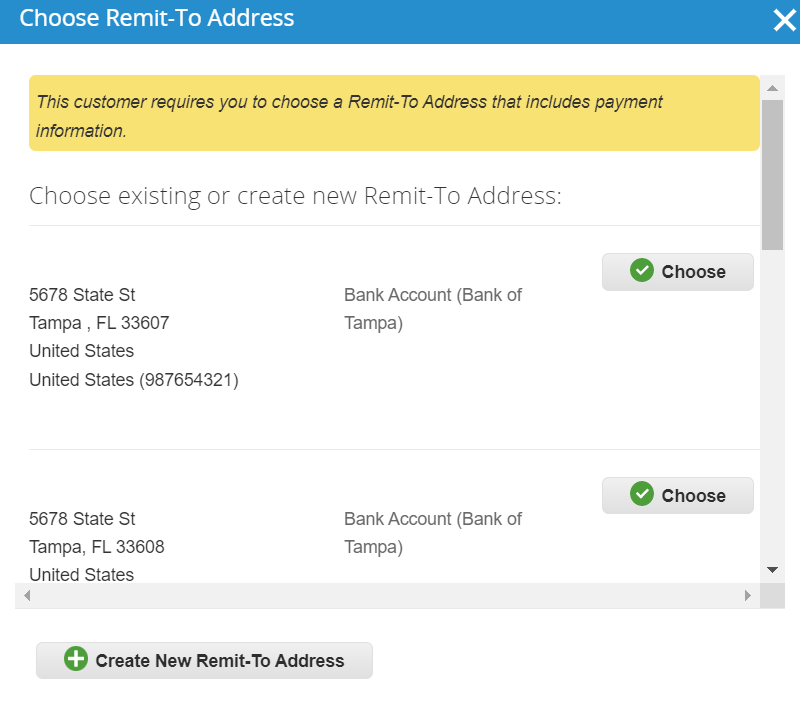 Choose Remit-To Address
This customer requires you to choose a Remit-To Address that includes payment
information.
Choose existing or create new Remit-To Address:
Choose
5678 State St
Tampa , FL 33607
United States
United States (987654321)
Bank Account (Bank of
Tampa)
Choose
5678 State St
Tampa, FL 33608
United States
Bank Account (Bank of
Tampa)
Create New Remit-To Address